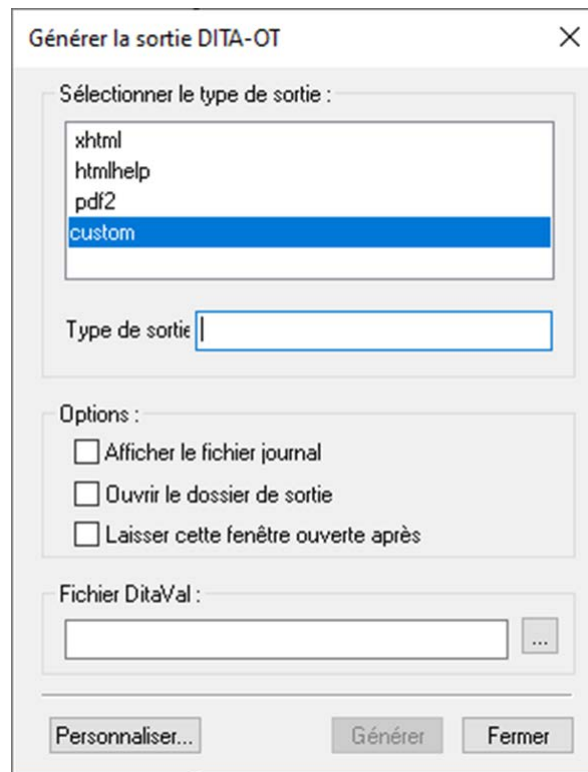 Générer la sortie DITA-OT
Sélectionner le type de sortie :
xhtml
htmlhelp
pdf2
custom
Type de sortie
Options :
Afficher le fichier journal
Ouvrir le dossier de sortie
Laisser cette fenêtre ouverte après
Fichier DitaVal :
...
Personnaliser... Générer Fermer